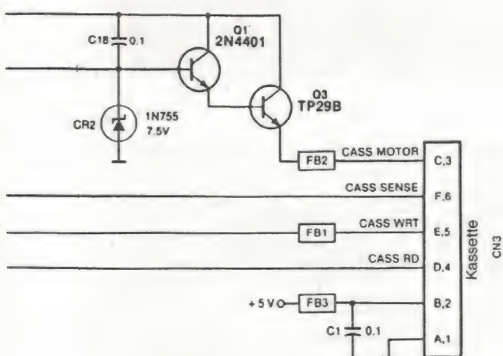 Q1
2N4401
C18 0.1
Q3
TP29B
CR2
1N755
7.5V
FB2 CASS MOTOR C,3
CASS SENSE F,6
FB1 CASS WRT E,5
CASS RD D,4
+5V FB3 B,2
C1 0.1
A,1
Kassette
CN3